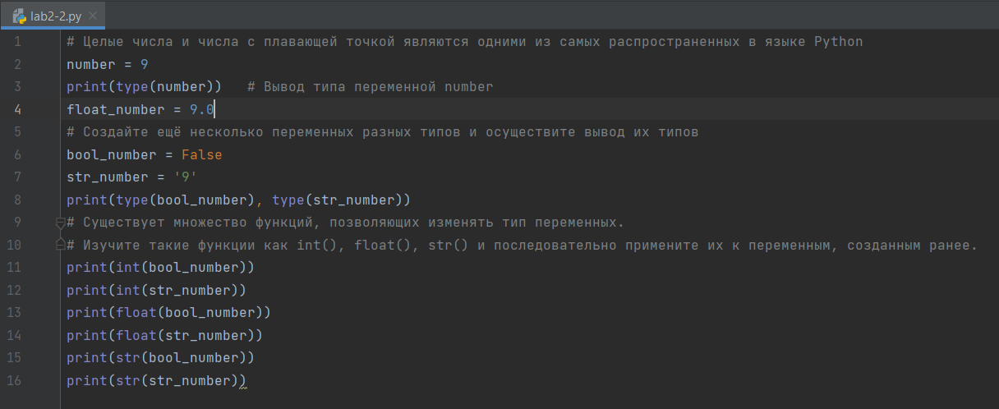 lab2-2.py
1 # Целые числа и числа с плавающей точкой являются одними из самых распространенных в языке Python
2 number = 9
3 print(type(number))   # Вывод типа переменной number
4 float_number = 9.0
5 # Создайте ещё несколько переменных разных типов и осуществите вывод их типов
6 bool_number = False
7 str_number = '9'
8 print(type(bool_number), type(str_number))
9 # Существует множество функций, позволяющих изменять тип переменных.
10 # Изучите такие функции как int(), float(), str() и последовательно примените их к переменным, созданным ранее.
11 print(int(bool_number))
12 print(int(str_number))
13 print(float(bool_number))
14 print(float(str_number))
15 print(str(bool_number))
16 print(str(str_number))